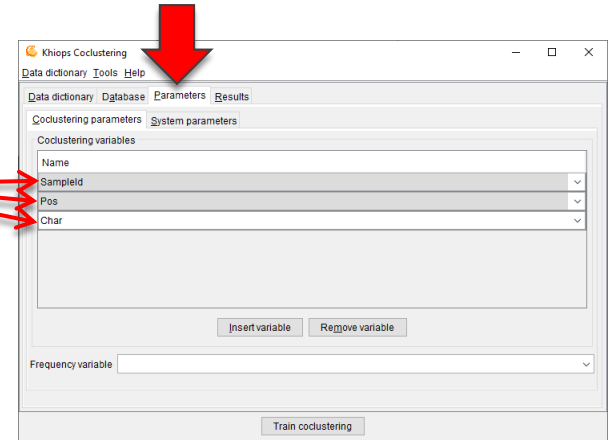 Khiops Coclustering
Data dictionary Tools Help
Data dictionary Database Parameters Results
Coclustering parameters System parameters
Coclustering variables
Name
SampleId
Pos
Char
Insert variable Remove variable
Frequency variable
Train coclustering